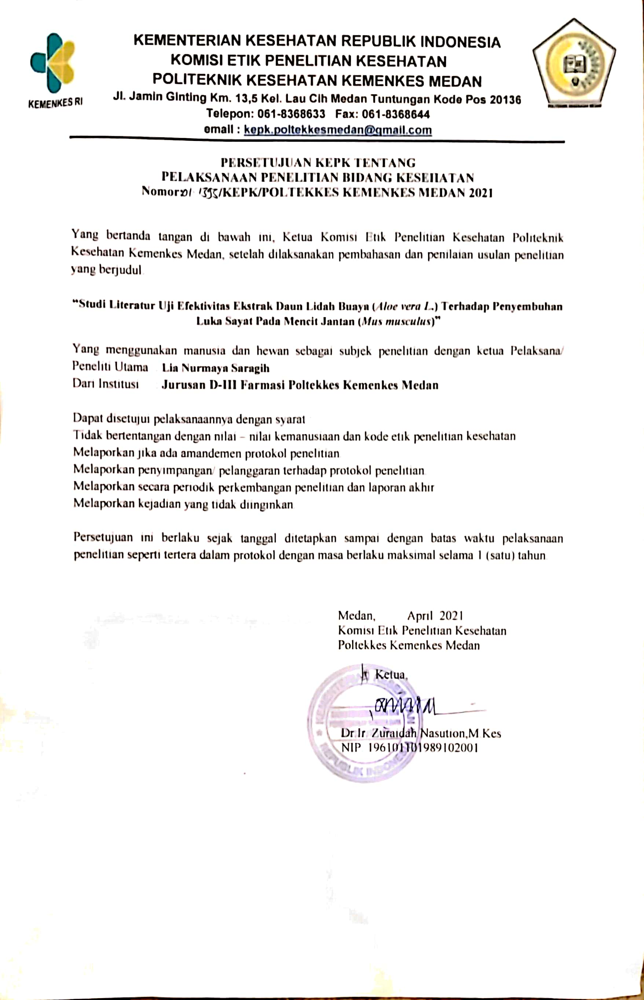 KEMENTERIAN KESEHATAN REPUBLIK INDONESIA
KOMISI ETIK PENELITIAN KESEHATAN
POLITEKNIK KESEHATAN KEMENKES MEDAN
Jl. Jamin Ginting Km. 13,5 Kel. Lau Cih Medan Tuntungan Kode Pos 20136
Telepon: 061-8368633 Fax: 061-8368644
email : kepk.poltekkesmedan@gmail.com
KEMENKES RI
PERSETUJUAN KEPK TENTANG
PELAKSANAAN PENELITIAN BIDANG KESEHATAN
Nomor /KEPK/POLTEKKES KEMENKES MEDAN 2021
Yang bertanda tangan di bawah ini, Ketua Komisi Etik Penelitian Kesehatan Politeknik
Kesehatan Kemenkes Medan, setelah dilaksanakan pembahasan dan penilaian usulan penelitian
yang berjudul
“Studi Literatur Uji Efektivitas Ekstrak Daun Lidah Buaya (Aloe vera L.) Terhadap Penyembuhan
Luka Sayat Pada Mencit Jantan (Mus musculus)”
Yang menggunakan manusia dan hewan sebagai subjek penelitian dengan ketua Pelaksana/
Peneliti Utama Lia Nurmaya Saragih
Dari Institusi Jurusan D-III Farmasi Poltekkes Kemenkes Medan
Dapat disetujui pelaksanaannya dengan syarat
Tidak bertentangan dengan nilai – nilai kemanusiaan dan kode etik penelitian kesehatan
Melaporkan jika ada amandemen protokol penelitian
Melaporkan penyimpangan/ pelanggaran terhadap protokol penelitian
Melaporkan secara periodik perkembangan penelitian dan laporan akhir
Melaporkan kejadian yang tidak diinginkan
Persetujuan ini berlaku sejak tanggal ditetapkan sampai dengan batas waktu pelaksanaan
penelitian seperti tertera dalam protokol dengan masa berlaku maksimal selama 1 (satu) tahun
Medan, April 2021
Komisi Etik Penelitian Kesehatan
Poltekkes Kemenkes Medan
Ketua,
Dr.Ir. Zuraidah Nasution,M.Kes
NIP 196101101989102001
REPUBLIK INDONESIA